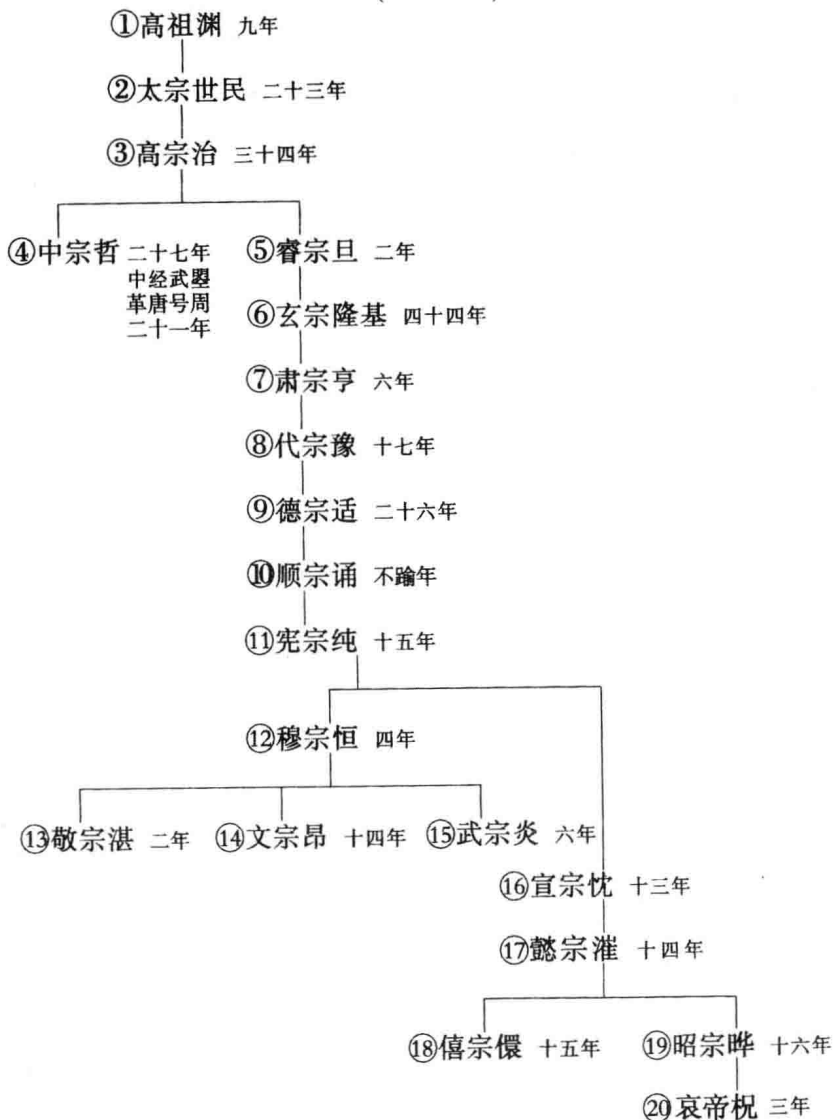 ①高祖渊 九年
②太宗世民 二十三年
③高宗治 三十四年
④中宗哲 二十七年 ⑤睿宗旦 二年
中经武曌
革唐号周
二十一年
⑥玄宗隆基 四十四年
⑦肃宗亨 六年
⑧代宗豫 十七年
⑨德宗适 二十六年
⑩顺宗诵 不踰年
⑪宪宗纯 十五年
⑫穆宗恒 四年
⑬敬宗湛 二年 ⑭文宗昂 十四年 ⑮武宗炎 六年
⑯宣宗忱 十三年
⑰懿宗漼 十四年
⑱僖宗儇 十五年 ⑲昭宗晔 十六年
⑳哀帝柷 三年